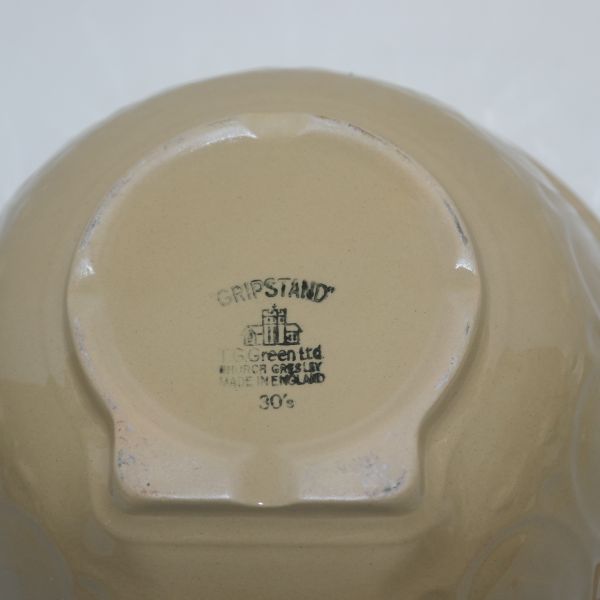 "GRIPSTAND"
T.G.Green Ltd.
CHURCH GRESLEY
MADE IN ENGLAND
30's